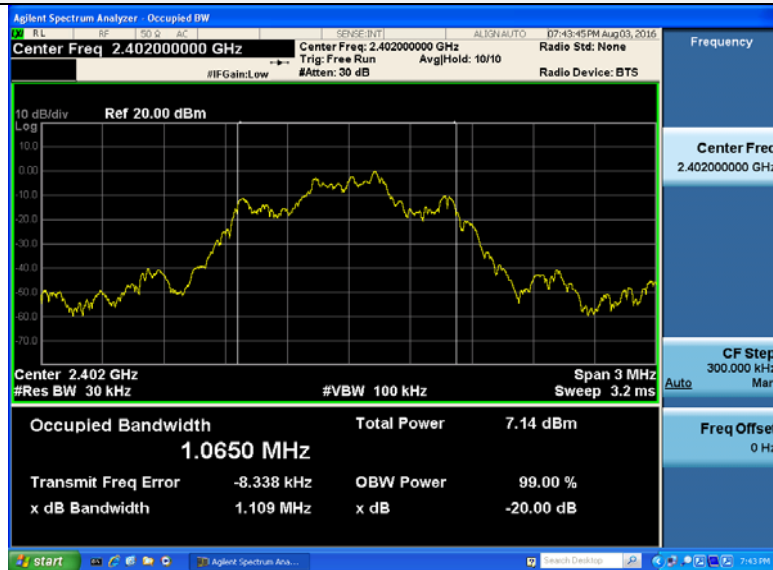 Agilent Spectrum Analyzer - Occupied BW
RL RF 50 Ω AC SENSE:INT ALIGNAUTO 07:43:45 PM Aug 03, 2016
Center Freq 2.402000000 GHz
Center Freq: 2.402000000 GHz
Radio Std: None
Trig: Free Run
Avg|Hold: 10/10
#IFGain:Low
#Atten: 30 dB
Radio Device: BTS
10 dB/div
Ref 20.00 dBm
Log
10.0
0.00
-10.0
-20.0
-30.0
-40.0
-50.0
-60.0
-70.0
Center 2.402 GHz
Span 3 MHz
#Res BW 30 kHz
#VBW 100 kHz
Sweep 3.2 ms
Occupied Bandwidth
Total Power 7.14 dBm
1.0650 MHz
Transmit Freq Error -8.338 kHz
OBW Power 99.00 %
x dB Bandwidth 1.109 MHz
x dB -20.00 dB
Frequency
Center Freq
2.402000000 GHz
CF Step
300.000 kHz
Auto Man
Freq Offset
0 Hz
start
Agilent Spectrum Ana...
Search Desktop
7:43 PM